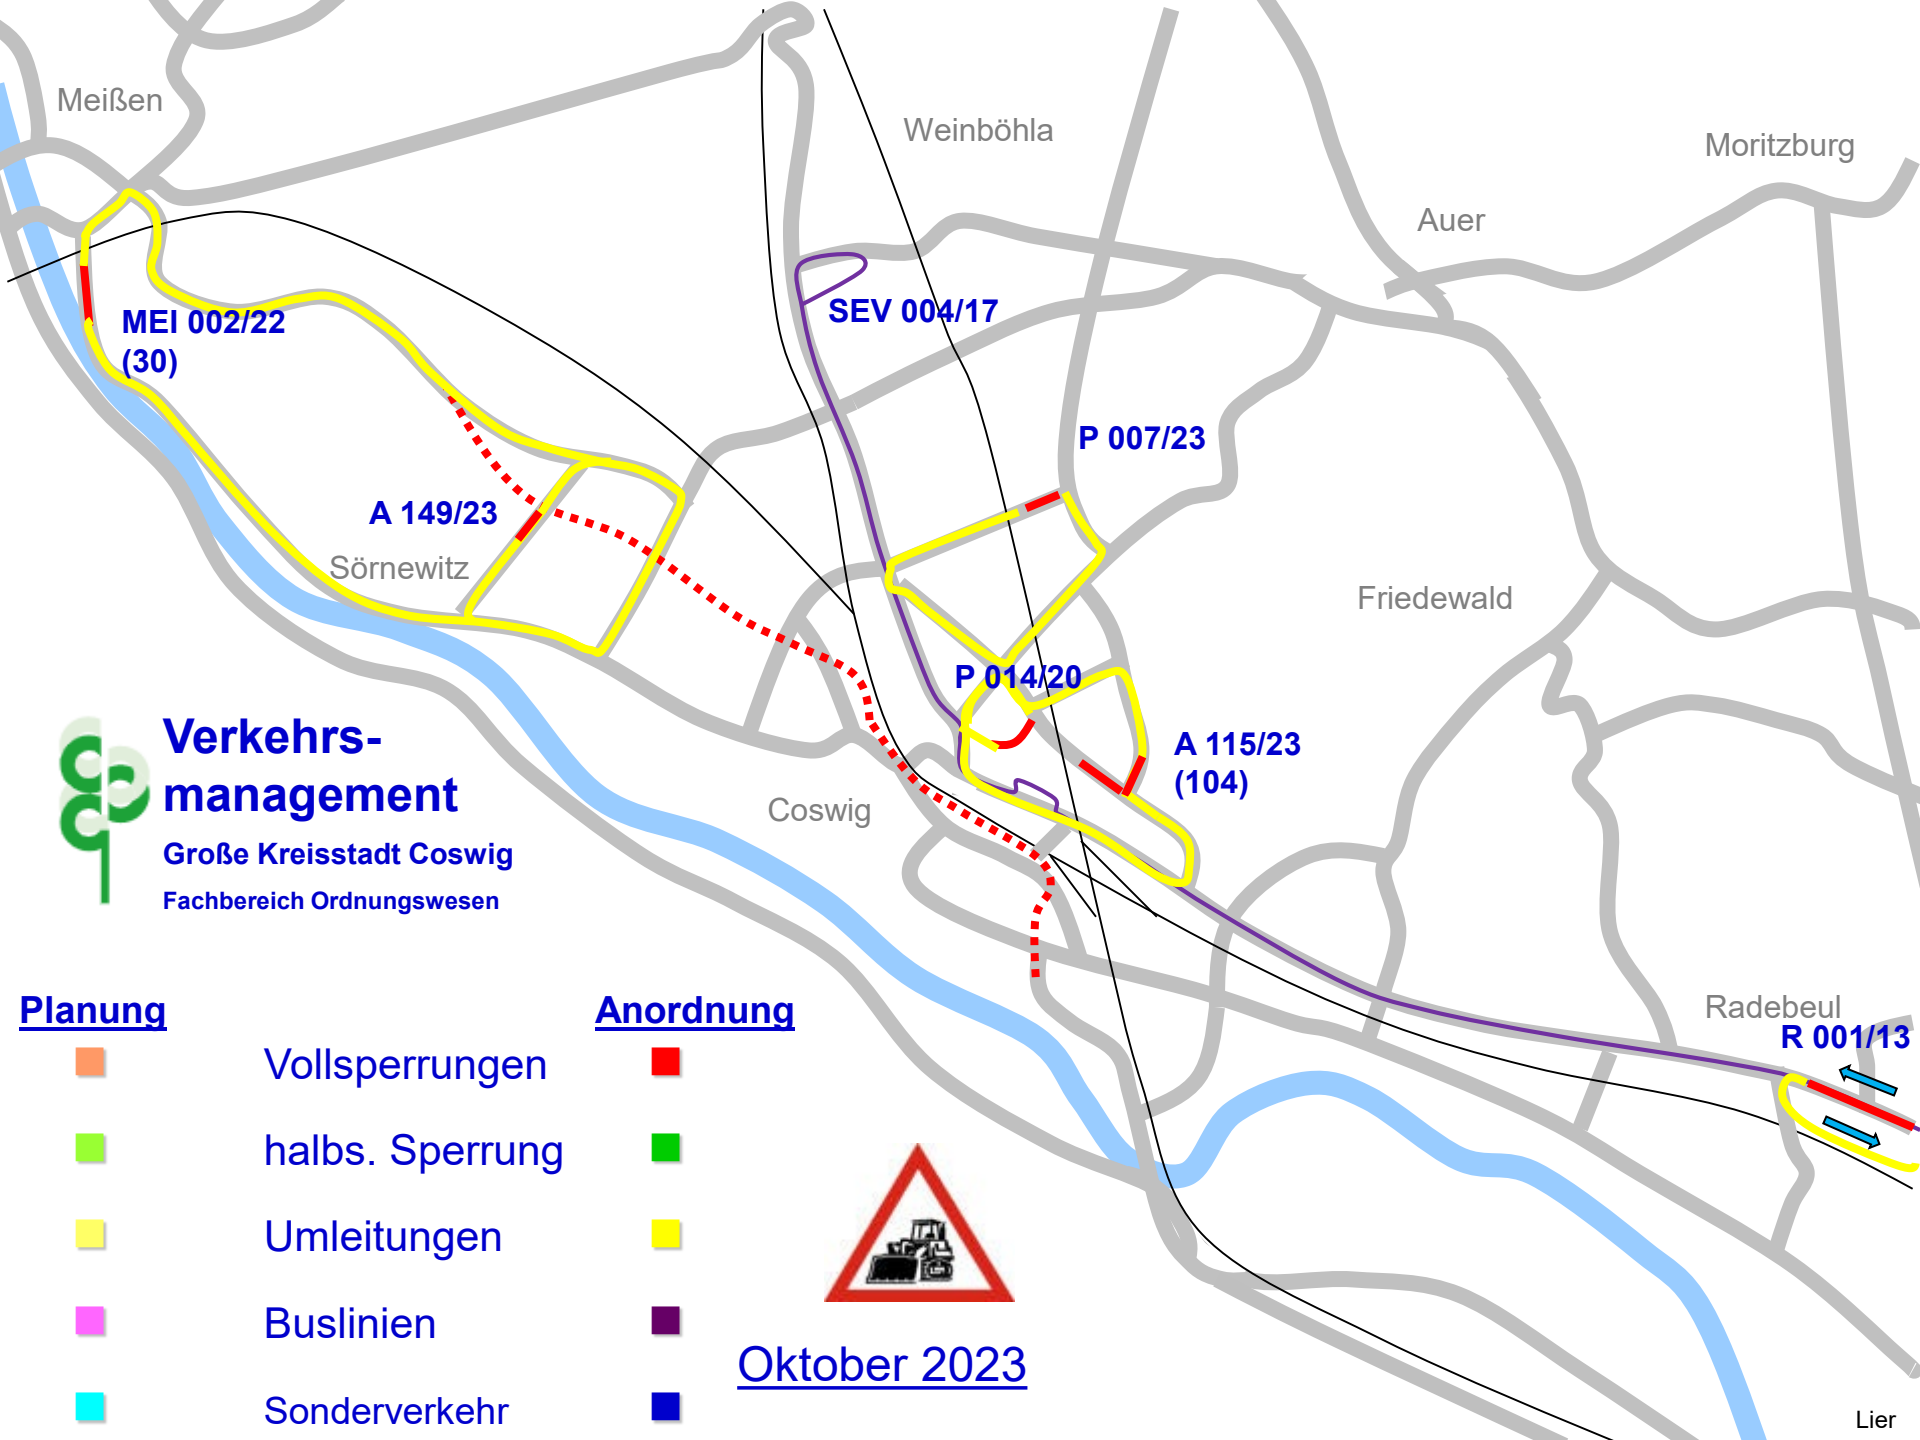 Meißen
Weinböhla
Moritzburg
Auer
SEV 004/17
MEI 002/22
(30)
P 007/23
A 149/23
Sörnewitz
Friedewald
P 014/20
Verkehrs-
management
Große Kreisstadt Coswig
Fachbereich Ordnungswesen
A 115/23
(104)
Coswig
Radebeul
R 001/13
Planung
Anordnung
Vollsperrungen
halbs. Sperrung
Umleitungen
Buslinien
Sonderverkehr
Oktober 2023
Lier